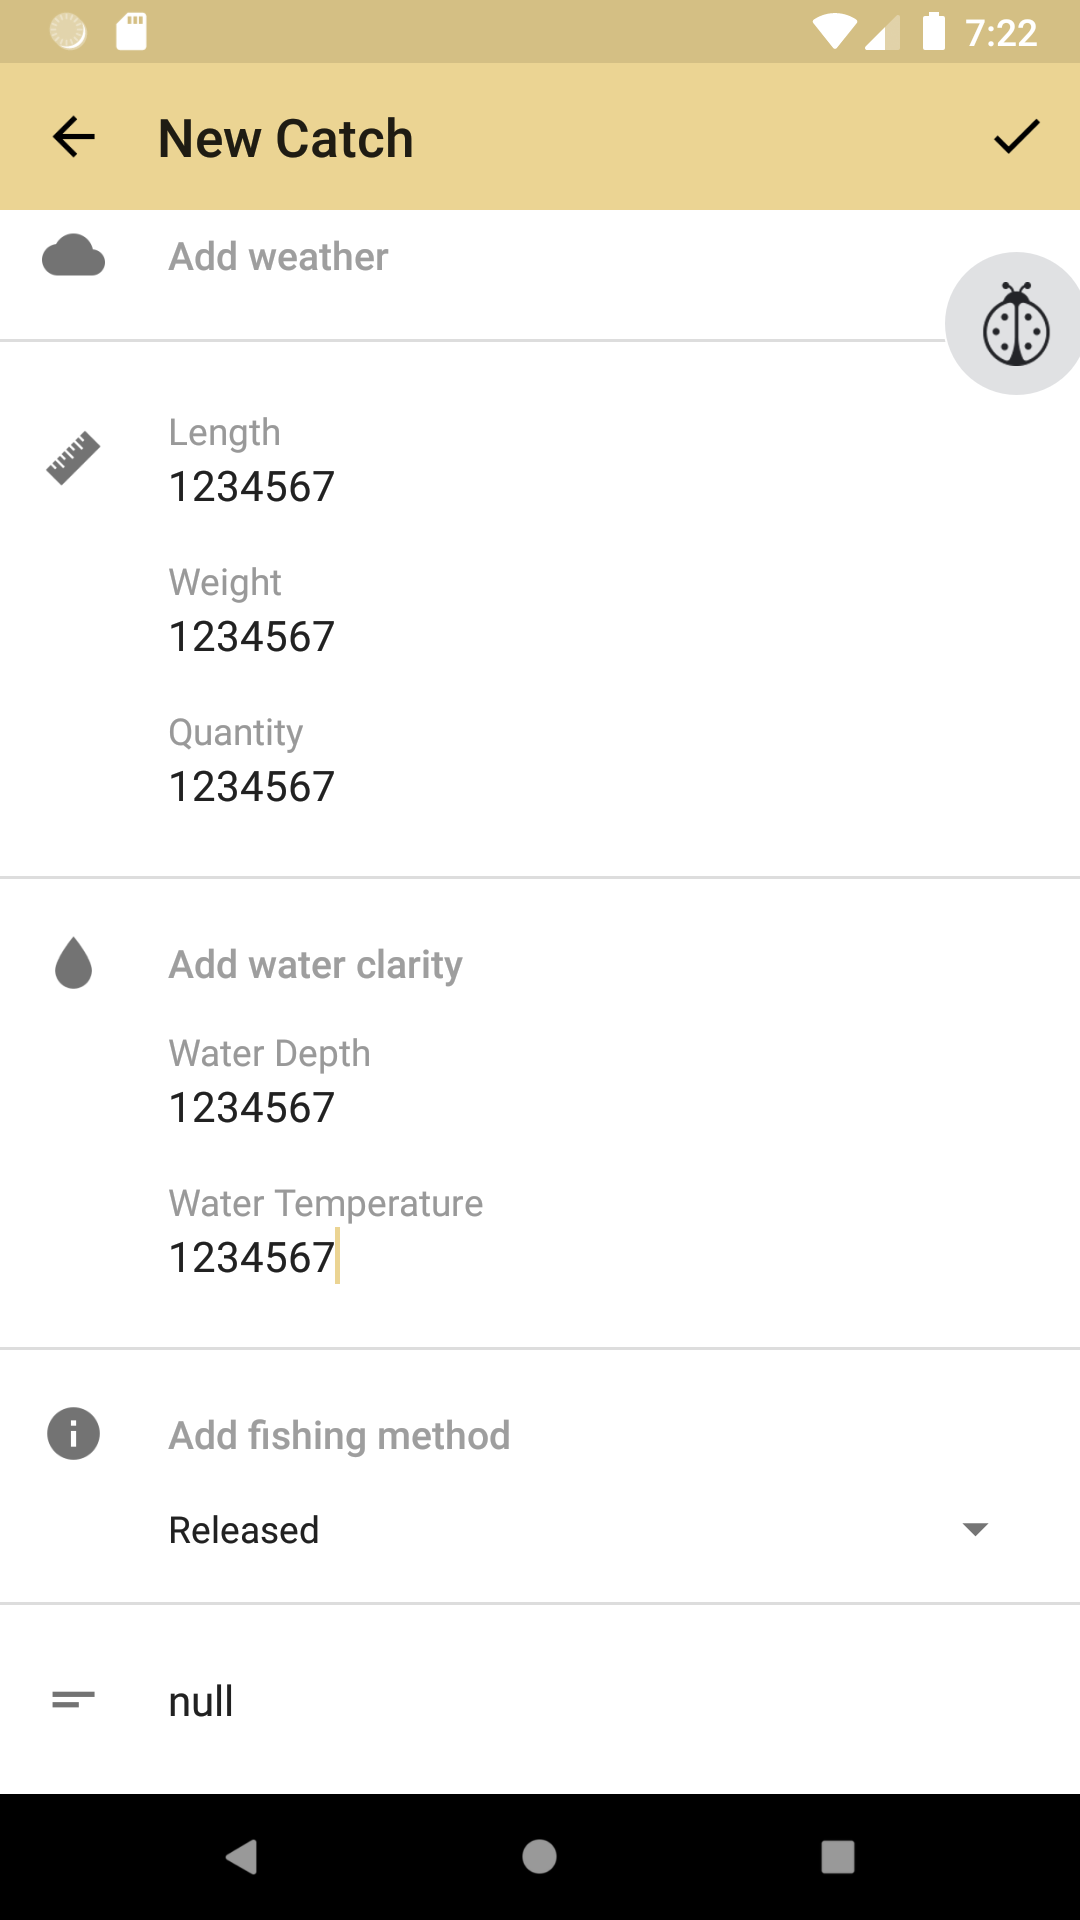 7:22
New Catch
Add weather
Length
1234567
Weight
1234567
Quantity
1234567
Add water clarity
Water Depth
1234567
Water Temperature
1234567
Add fishing method
Released
null